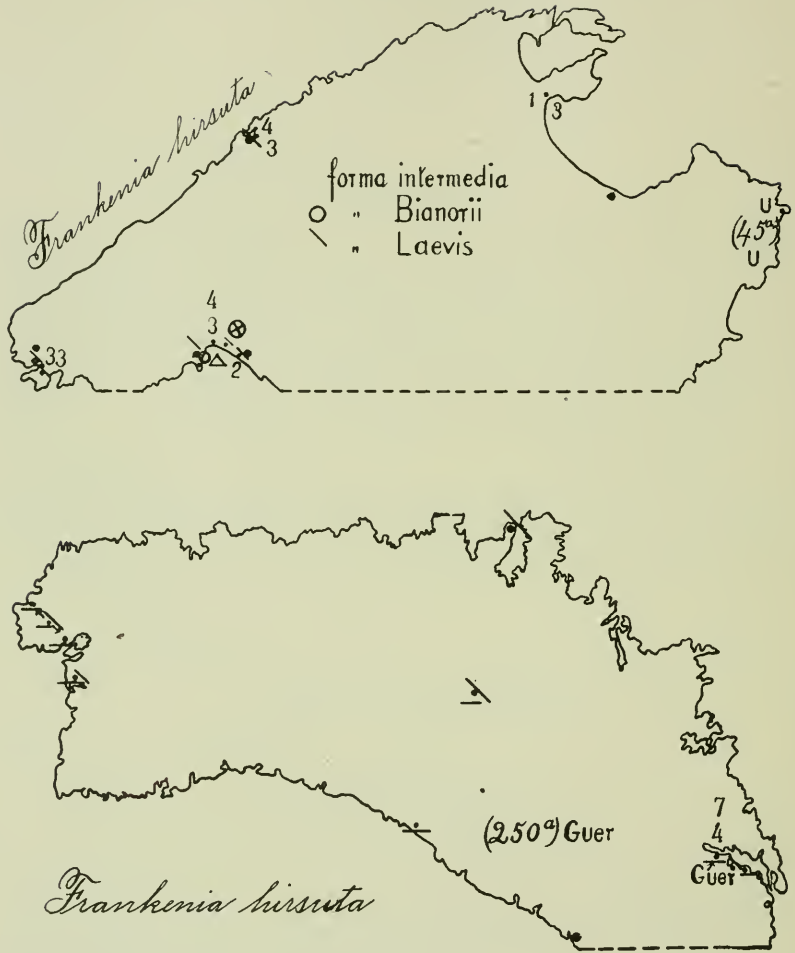 Frankenia hirsuta
1 3
4
3
forma intermedia
" Bianorii
" Laevis
U
(45ª)
U
33
4
3
2
(250ª) Guer
7
4
Guer
Frankenia hirsuta